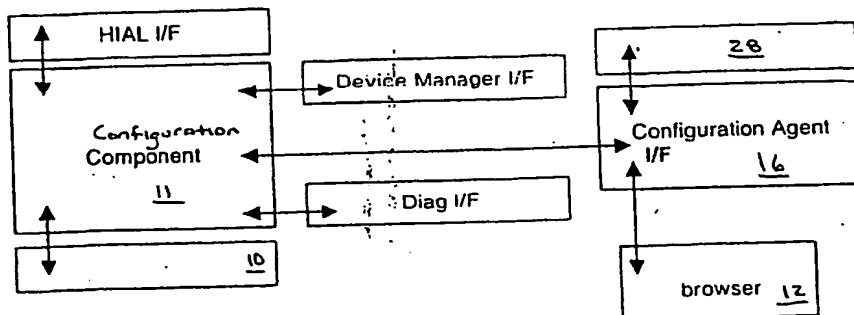 HIAL I/F
28
Device Manager I/F
Configuration
Component
11
Configuration Agent
I/F
16
Diag I/F
10
browser 12